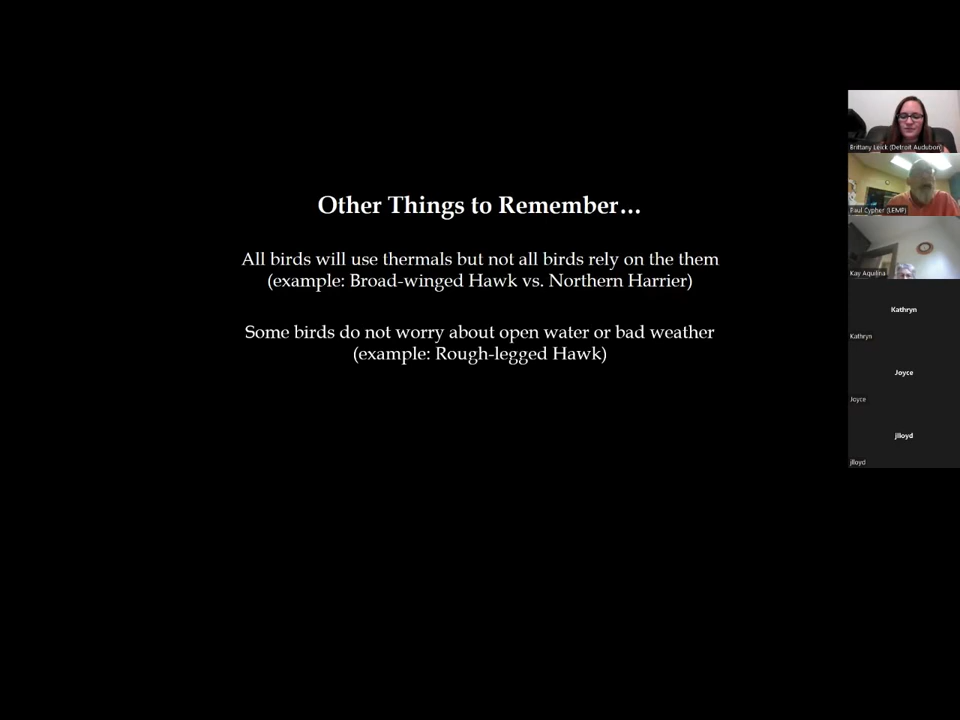 Other Things to Remember…
All birds will use thermals but not all birds rely on the them
(example: Broad-winged Hawk vs. Northern Harrier)
Some birds do not worry about open water or bad weather
(example: Rough-legged Hawk)
Brittany Leick (Detroit Audubon)
Paul Cypher (LEMP)
Kay Aquilina
Kathryn
Kathryn
Joyce
Joyce
jlloyd
jlloyd